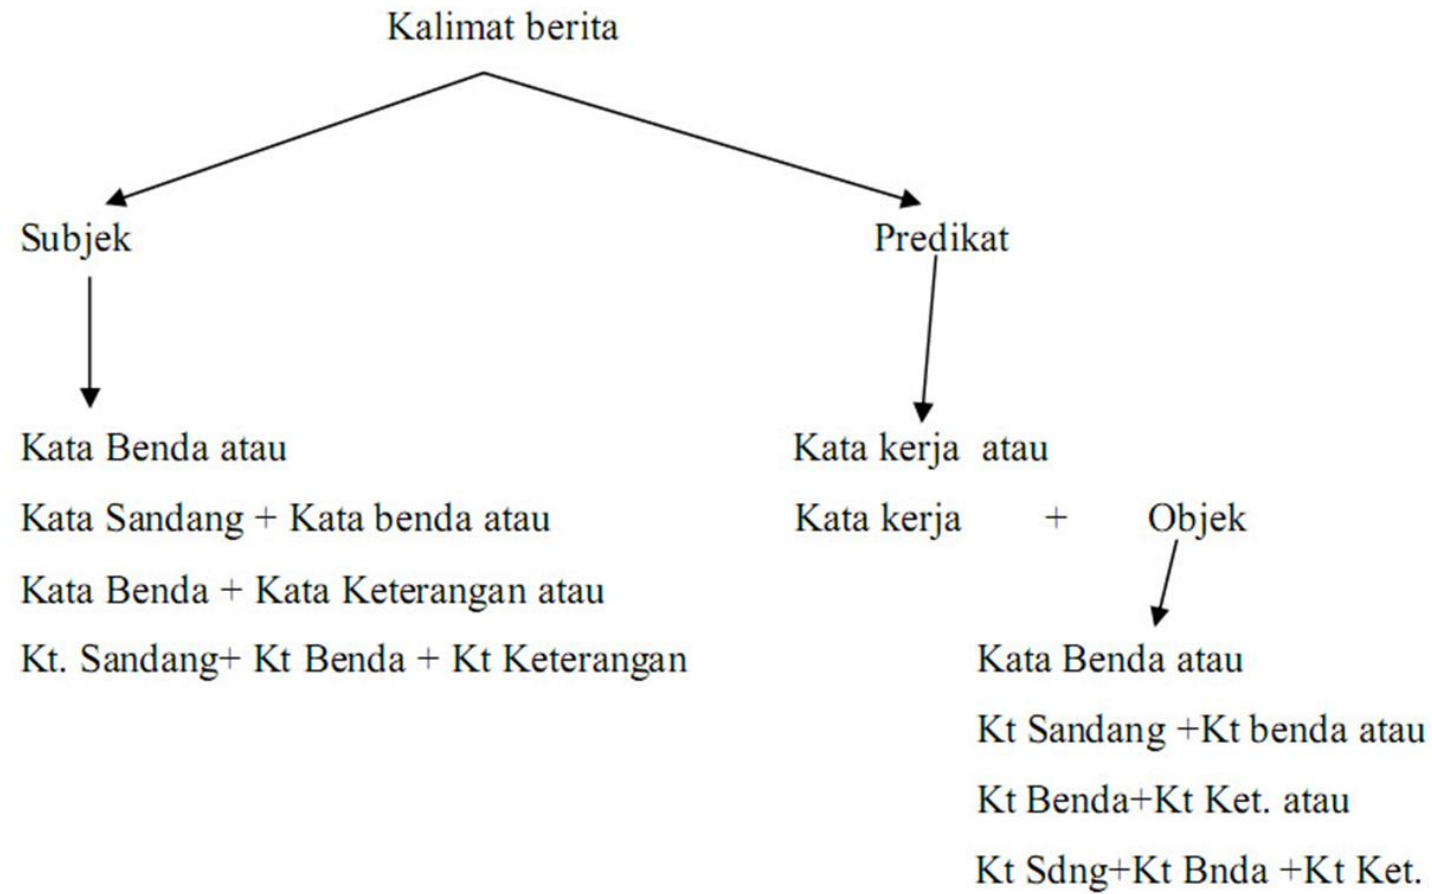 Kalimat berita
Subjek
Predikat
Kata Benda atau
Kata Sandang + Kata benda atau
Kata Benda + Kata Keterangan atau
Kt. Sandang+ Kt Benda + Kt Keterangan
Kata kerja atau
Kata kerja + Objek
Kata Benda atau
Kt Sandang +Kt benda atau
Kt Benda+Kt Ket. atau
Kt Sdng+Kt Bnda +Kt Ket.